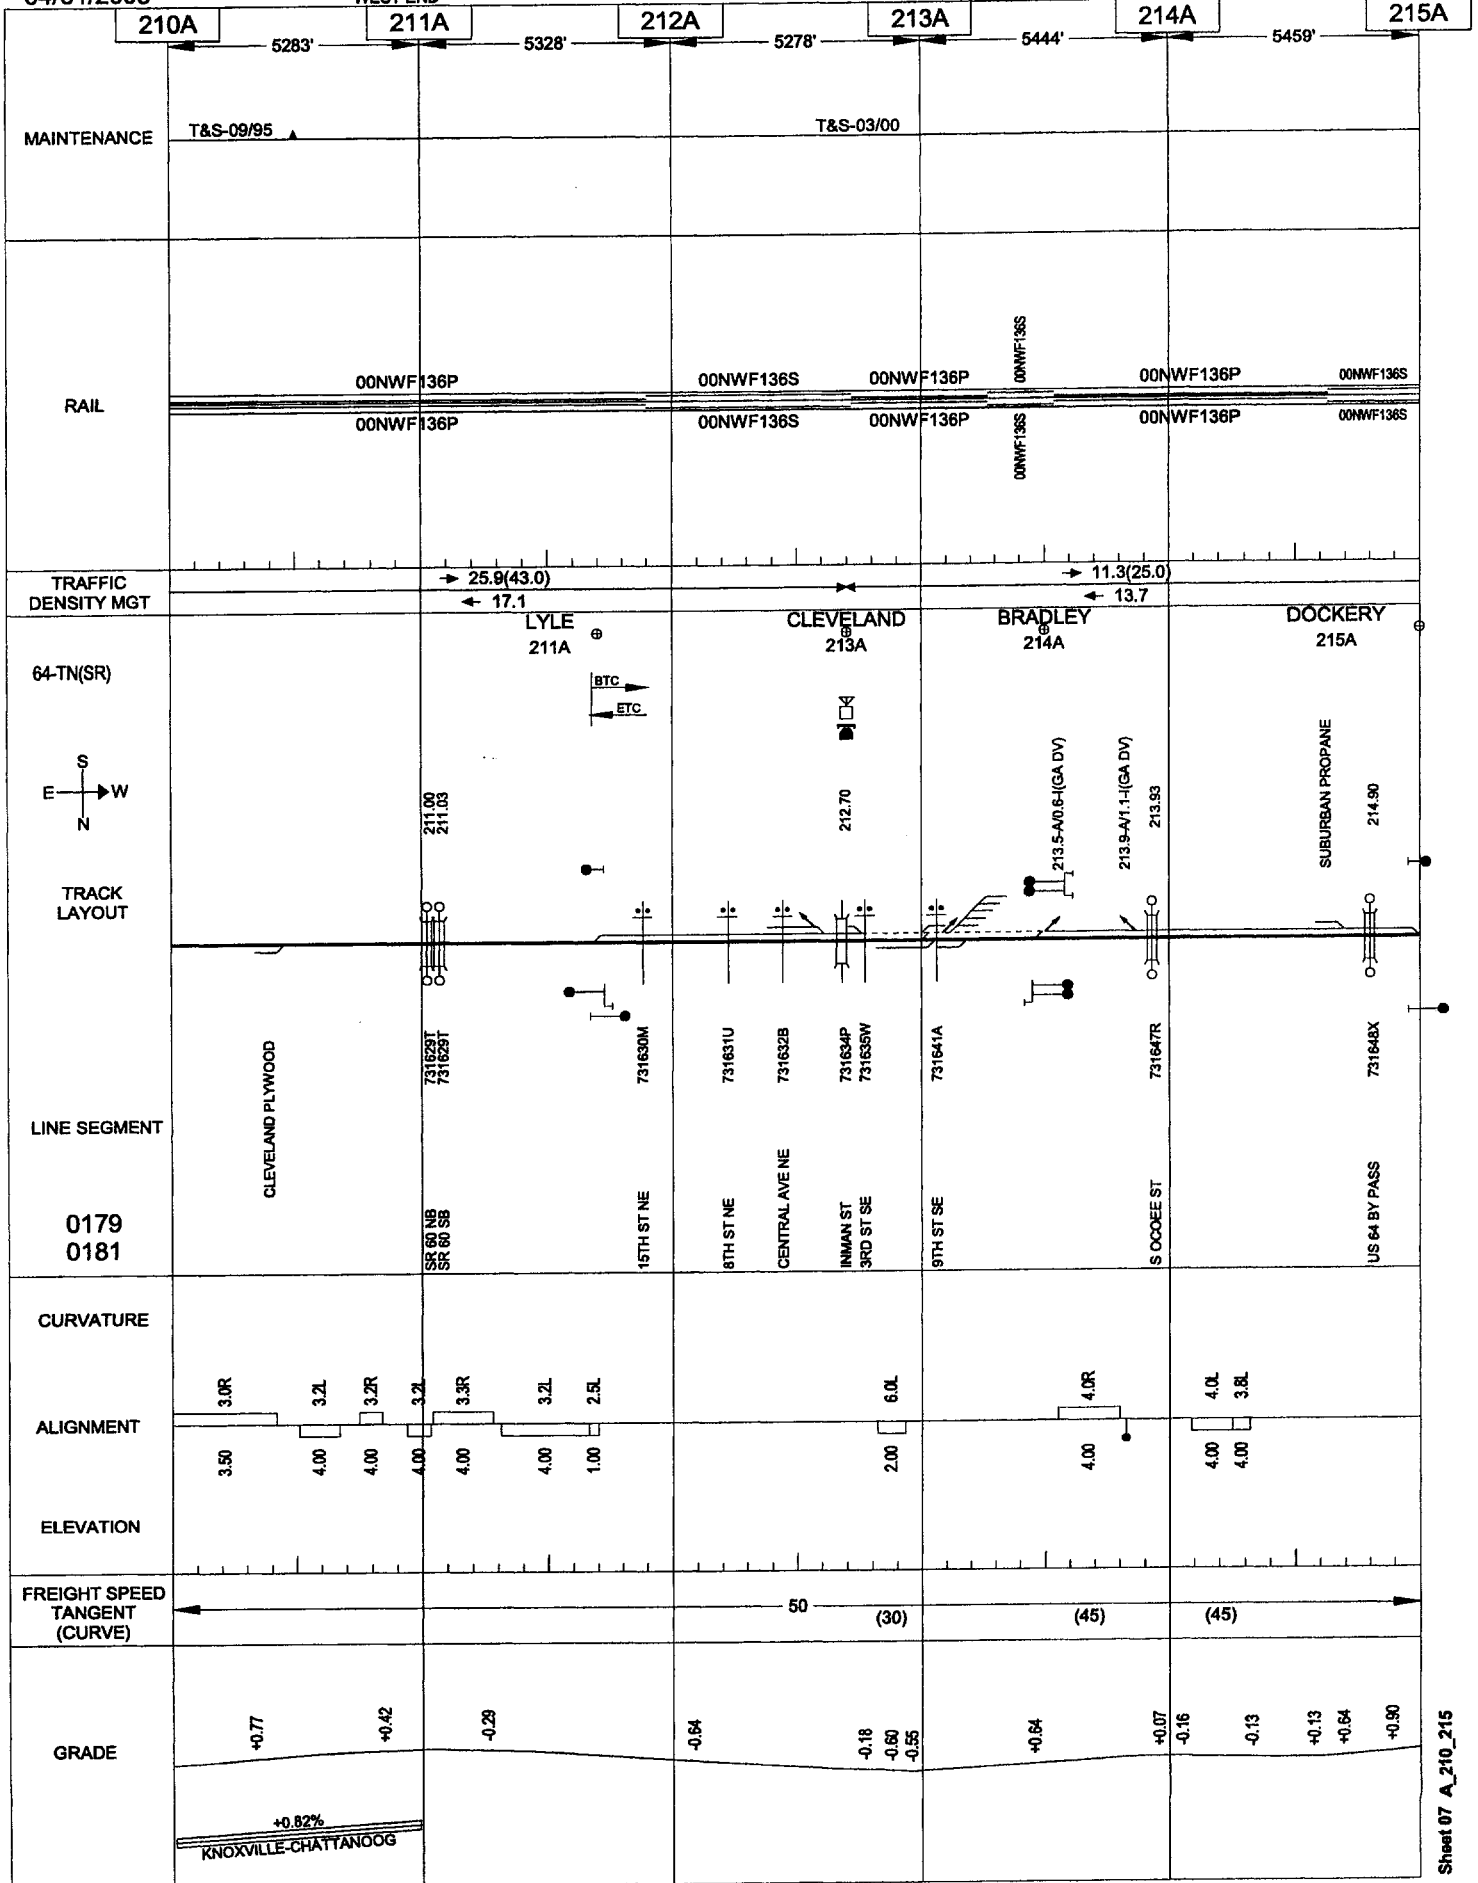 210A 211A 212A 213A 214A 215A
5283' 5328' 5278' 5444' 5459'
MAINTENANCE
T&S-09/95
T&S-03/00
RAIL
00NWF136P 00NWF136S 00NWF136P 00NWF136S 00NWF136P 00NWF136S
00NWF136P 00NWF136S 00NWF136P 00NWF136S 00NWF136P 00NWF136S
TRAFFIC
DENSITY MGT
25.9(43.0) 11.3(25.0)
17.1 13.7
LYLE CLEVELAND BRADLEY DOCKERY
211A 213A 214A 215A
64-TN(SR)
BTC
ETC
S
E W
N
211.00
211.03
212.70
213.5-A/0.6-I(GA DV)
213.9-A/1.1-I(GA DV)
213.93
SUBURBAN PROPANE
214.90
TRACK
LAYOUT
CLEVELAND PLYWOOD
731629T
731629T
731630M
731631U
731632B
731634P
731635W
731641A
731647R
731648X
LINE SEGMENT
0179
0181
SR 60 NB
SR 60 SB
15TH ST NE
8TH ST NE
CENTRAL AVE NE
INMAN ST
3RD ST SE
9TH ST SE
S OCOEE ST
US 64 BY PASS
CURVATURE
3.0R 3.2L 3.2R 3.2L 3.3R 3.2L 2.5L 6.0L 4.0R 4.0L 3.8L
ALIGNMENT
3.50 4.00 4.00 4.00 4.00 4.00 1.00 2.00 4.00 4.00 4.00
ELEVATION
FREIGHT SPEED
TANGENT
(CURVE)
50
(30) (45) (45)
GRADE
+0.77 +0.42 -0.29 -0.64 -0.18 -0.60 -0.55 +0.64 +0.07 -0.16 -0.13 +0.13 +0.64 +0.90
+0.82%
KNOXVILLE-CHATTANOOG
Sheet 07 A_210_215